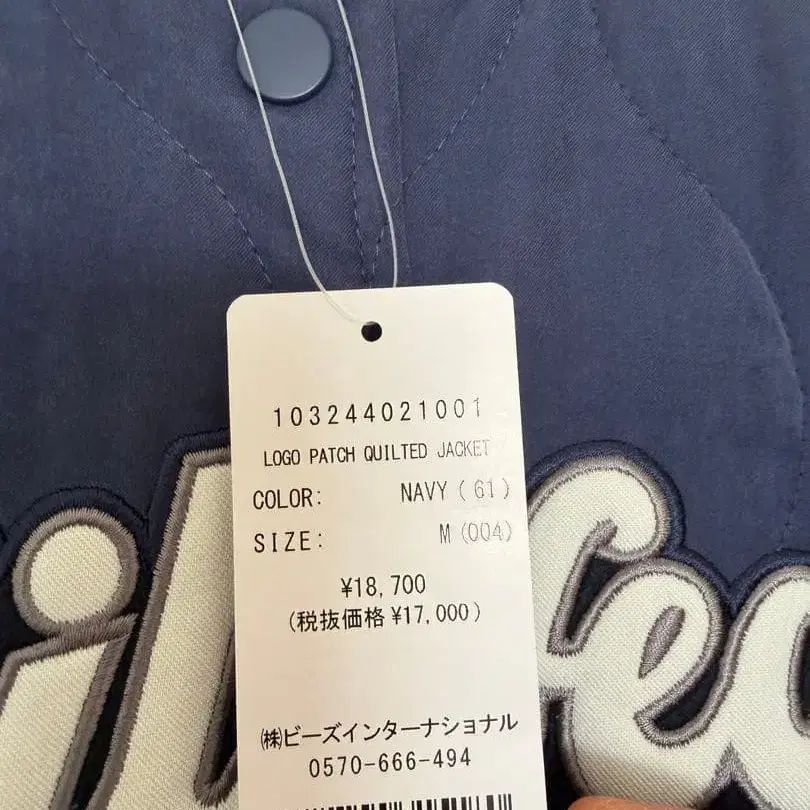 103244021001
LOGO PATCH QUILTED JACKET
COLOR: NAVY (61)
SIZE: M (004)
¥18,700
(税抜価格 ¥17,000)
㈱ビーズインターナショナル
0570-666-494